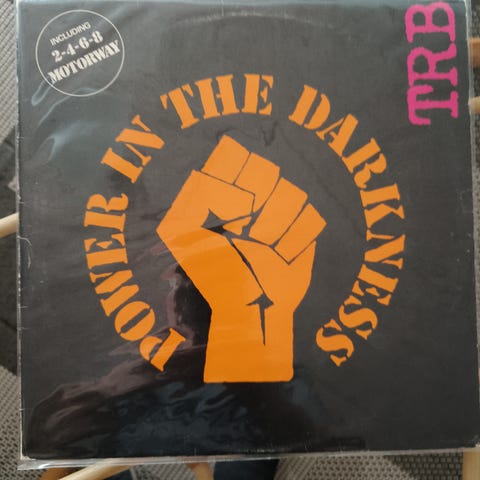 INCLUDING
2-4-6-8
MOTORWAY
TRB
POWER IN THE DARKNESS